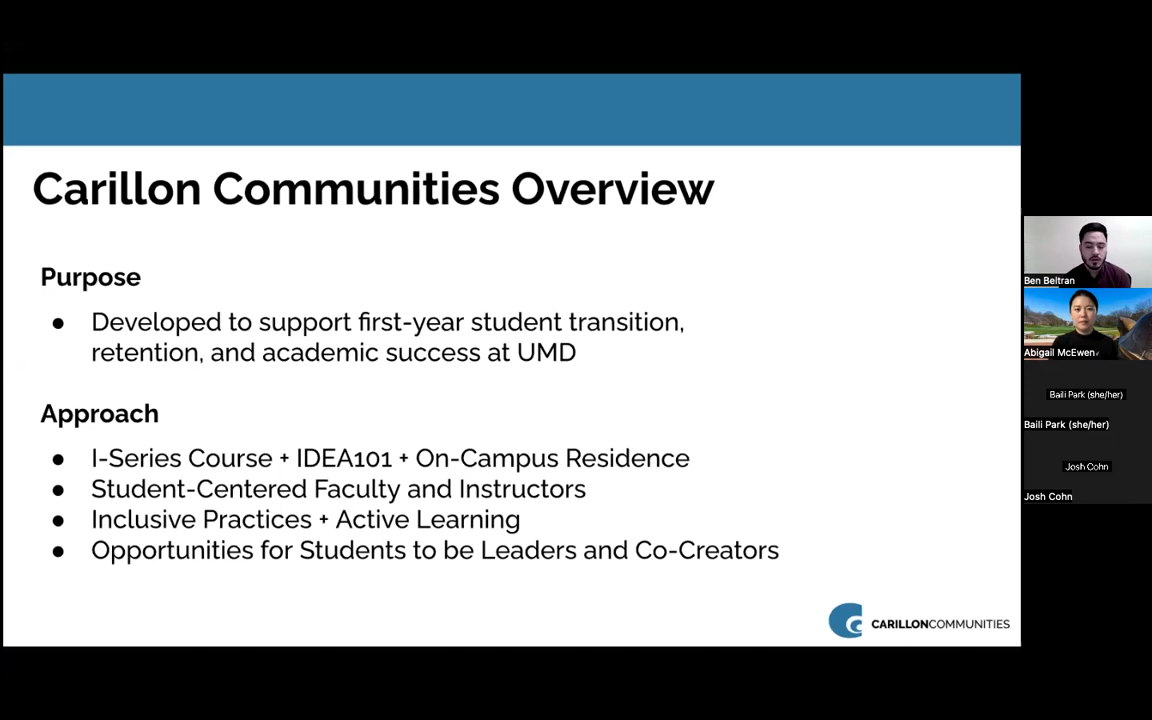 Carillon Communities Overview
Purpose
● Developed to support first-year student transition,
retention, and academic success at UMD
Approach
● I-Series Course + IDEA101 + On-Campus Residence
● Student-Centered Faculty and Instructors
● Inclusive Practices + Active Learning
● Opportunities for Students to be Leaders and Co-Creators
CARILLONCOMMUNITIES
Ben Beltran
Abigail McEwen
Baili Park (she/her)
Baili Park (she/her)
Josh Cohn
Josh Cohn